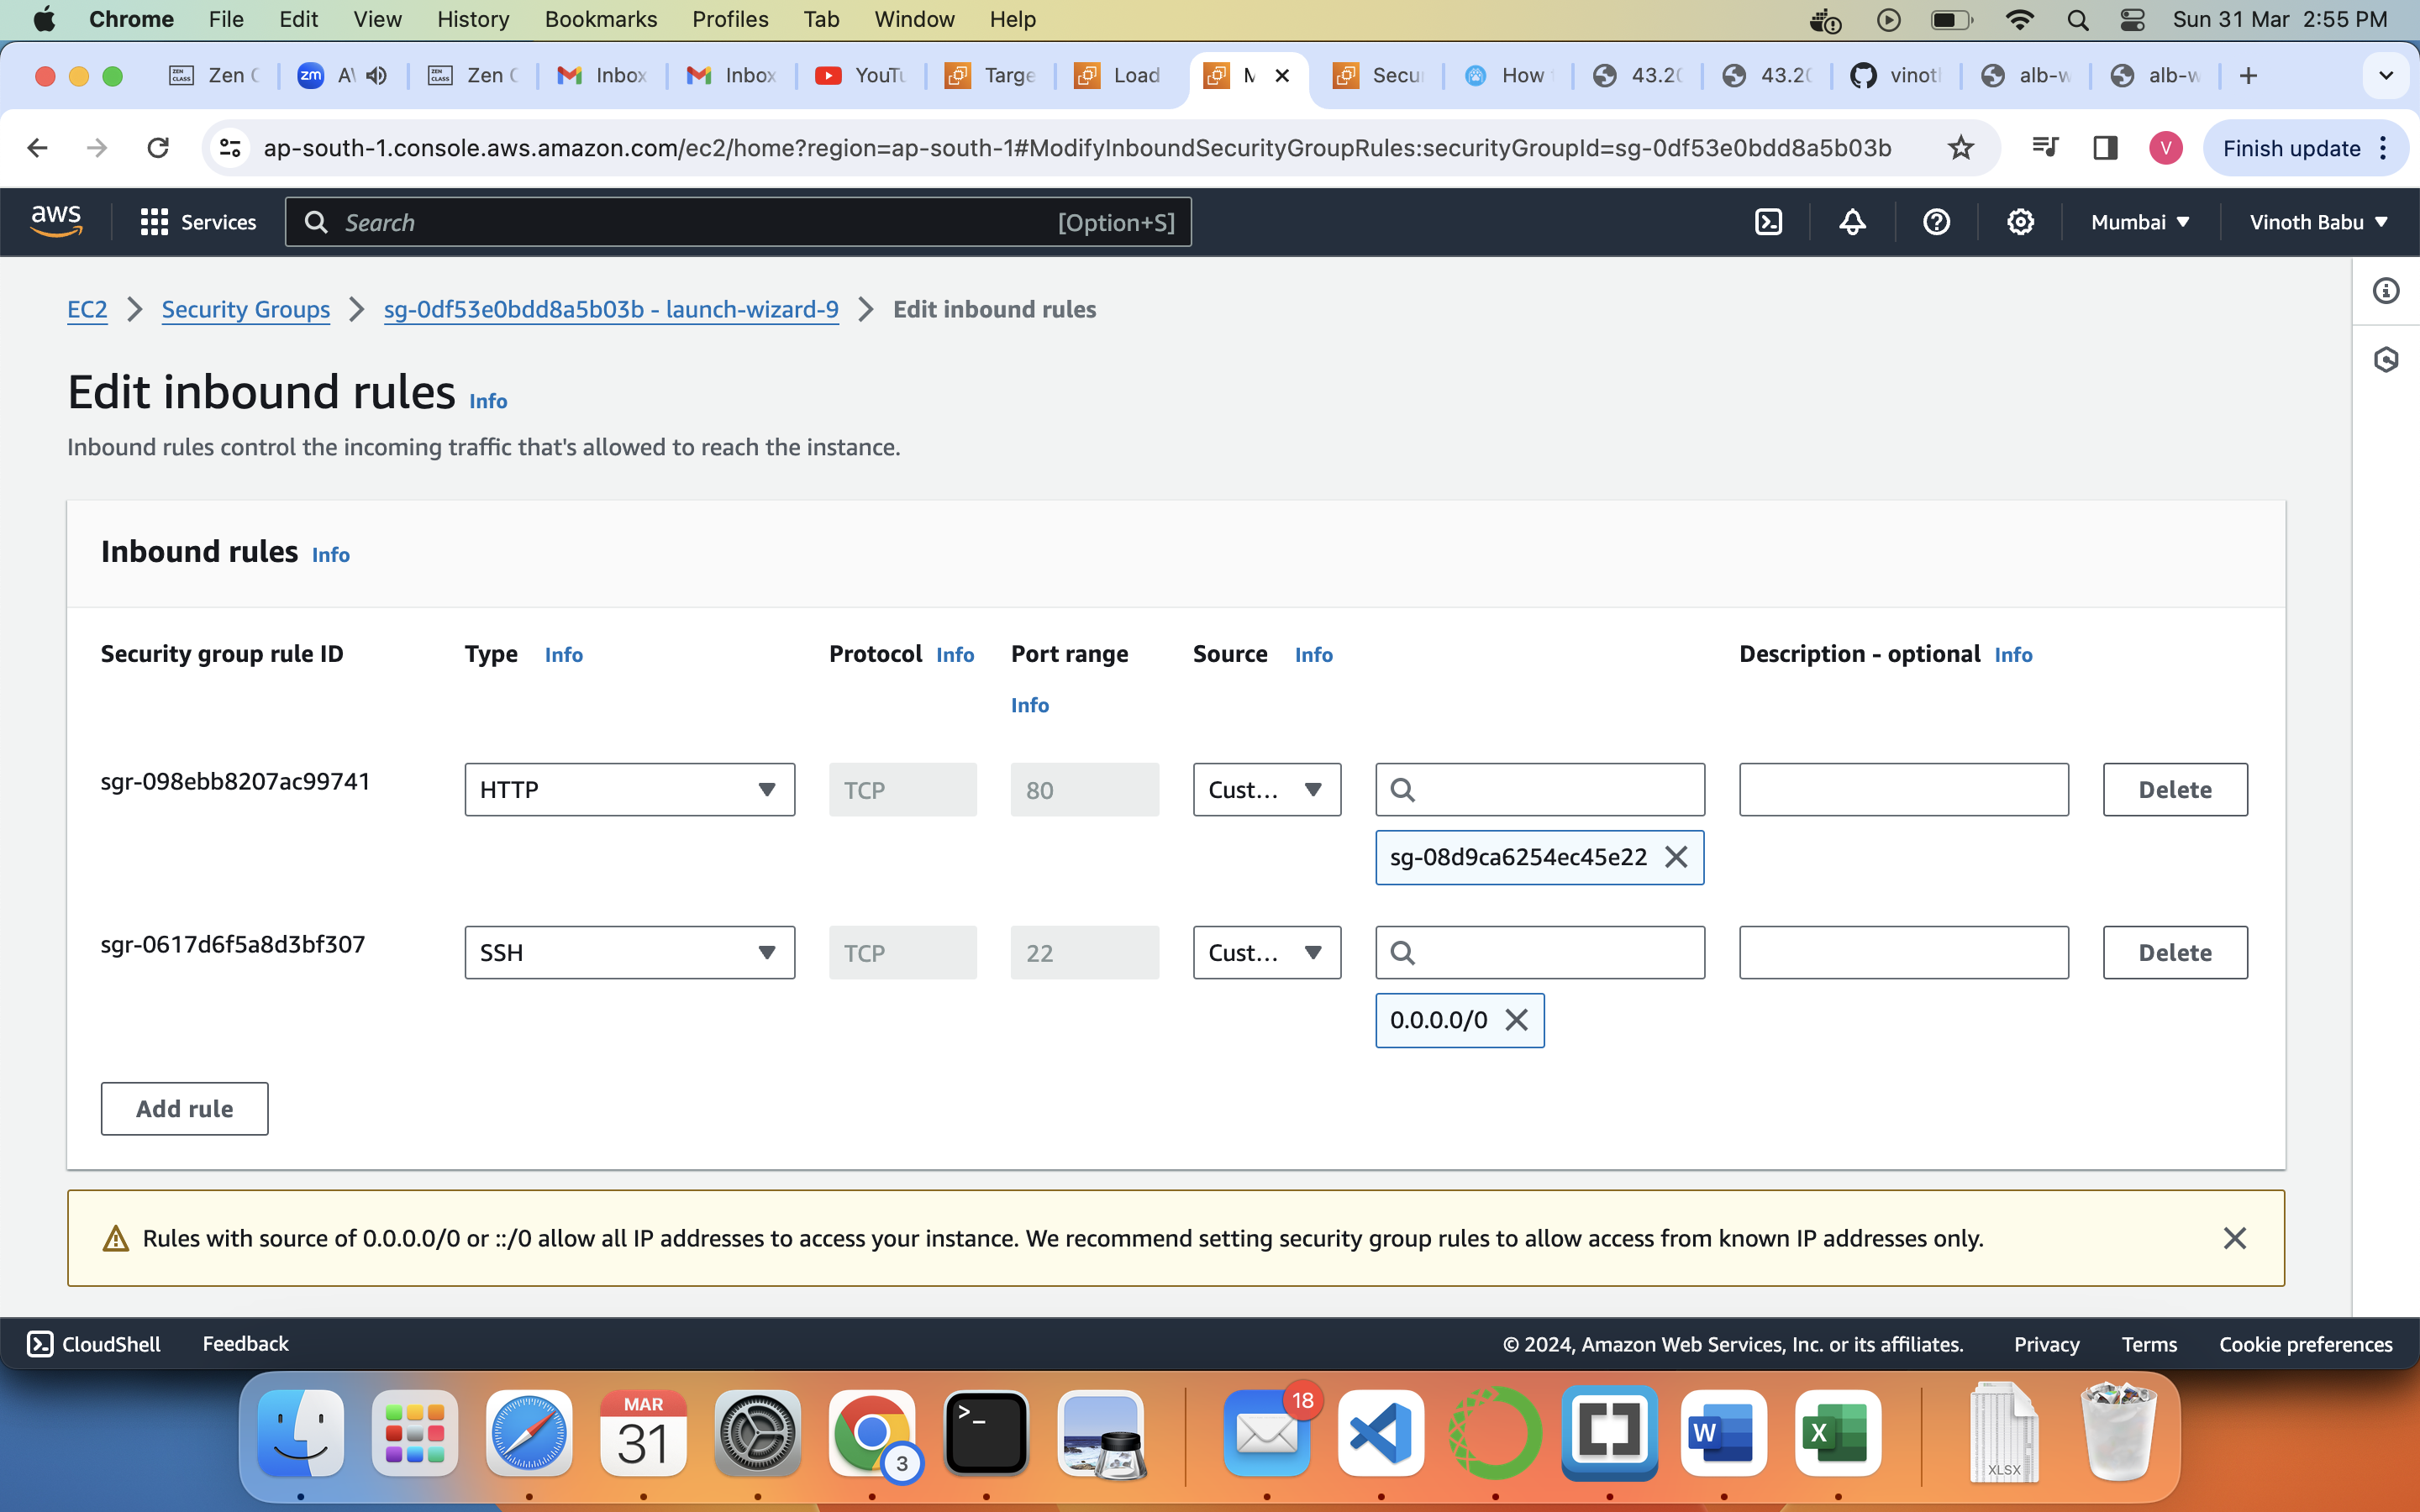 Chrome File Edit View History Bookmarks Profiles Tab Window Help Sun 31 Mar 2:55 PM
Zen C zm Zen C Inbox Inbox YouTu Targe Load Secur How 43.20 43.20 vinoth alb-w alb-w
ap-south-1.console.aws.amazon.com/ec2/home?region=ap-south-1#ModifyInboundSecurityGroupRules:securityGroupId=sg-0df53e0bdd8a5b03b V Finish update
aws Services Search [Option+S] Mumbai Vinoth Babu
EC2 Security Groups sg-0df53e0bdd8a5b03b - launch-wizard-9 Edit inbound rules
Edit inbound rules Info
Inbound rules control the incoming traffic that's allowed to reach the instance.
Inbound rules Info
Security group rule ID Type Info Protocol Info Port range Source Info Description - optional Info
Info
sgr-098ebb8207ac99741 HTTP TCP 80 Cust... Delete
sg-08d9ca6254ec45e22
sgr-0617d6f5a8d3bf307 SSH TCP 22 Cust... Delete
0.0.0.0/0
Add rule
Rules with source of 0.0.0.0/0 or ::/0 allow all IP addresses to access your instance. We recommend setting security group rules to allow access from known IP addresses only.
CloudShell Feedback © 2024, Amazon Web Services, Inc. or its affiliates. Privacy Terms Cookie preferences
MAR 18
31 3 W X XLSX